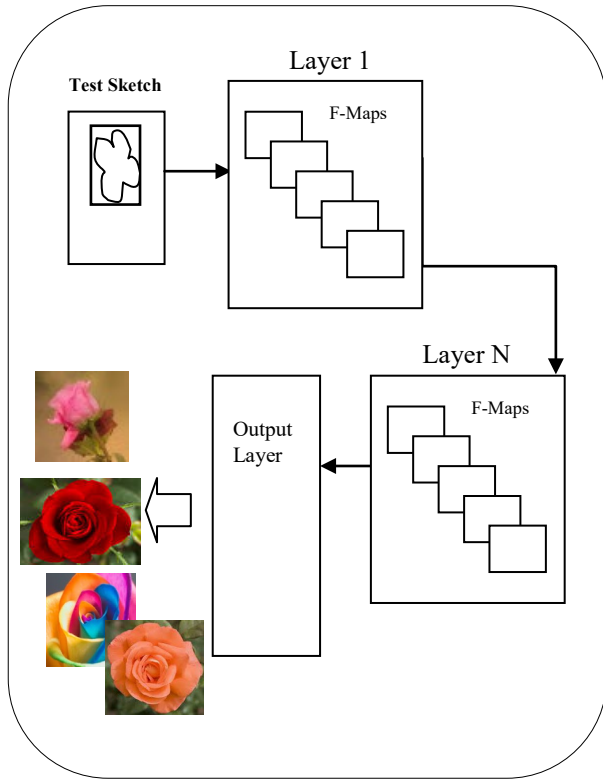 Layer 1
Test Sketch
F-Maps
Layer N
F-Maps
Output
Layer